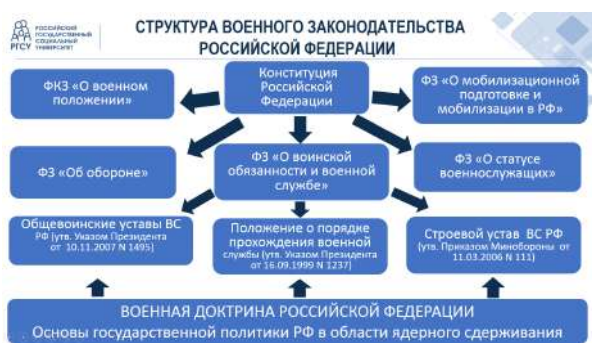 РОССИЙСКИЙ
ГОСУДАРСТВЕННЫЙ
СОЦИАЛЬНЫЙ
УНИВЕРСИТЕТ
РГСУ
СТРУКТУРА ВОЕННОГО ЗАКОНОДАТЕЛЬСТВА
РОССИЙСКОЙ ФЕДЕРАЦИИ
ФКЗ «О военном
положении»
Конституция
Российской
Федерации
ФЗ «О мобилизационной
подготовке и
мобилизации в РФ»
ФЗ «Об обороне»
ФЗ «О воинской
обязанности и военной
службе»
ФЗ «О статусе
военнослужащих»
Общевоинские уставы ВС
РФ (утв. Указом Президента
от 10.11.2007 N 1495)
Положение о порядке
прохождения военной
службы (утв. Указом Президента
от 16.09.1999 N 1237)
Строевой устав ВС РФ
(утв. Приказом Минобороны от
11.03.2006 N 111)
ВОЕННАЯ ДОКТРИНА РОССИЙСКОЙ ФЕДЕРАЦИИ
Основы государственной политики РФ в области ядерного сдерживания